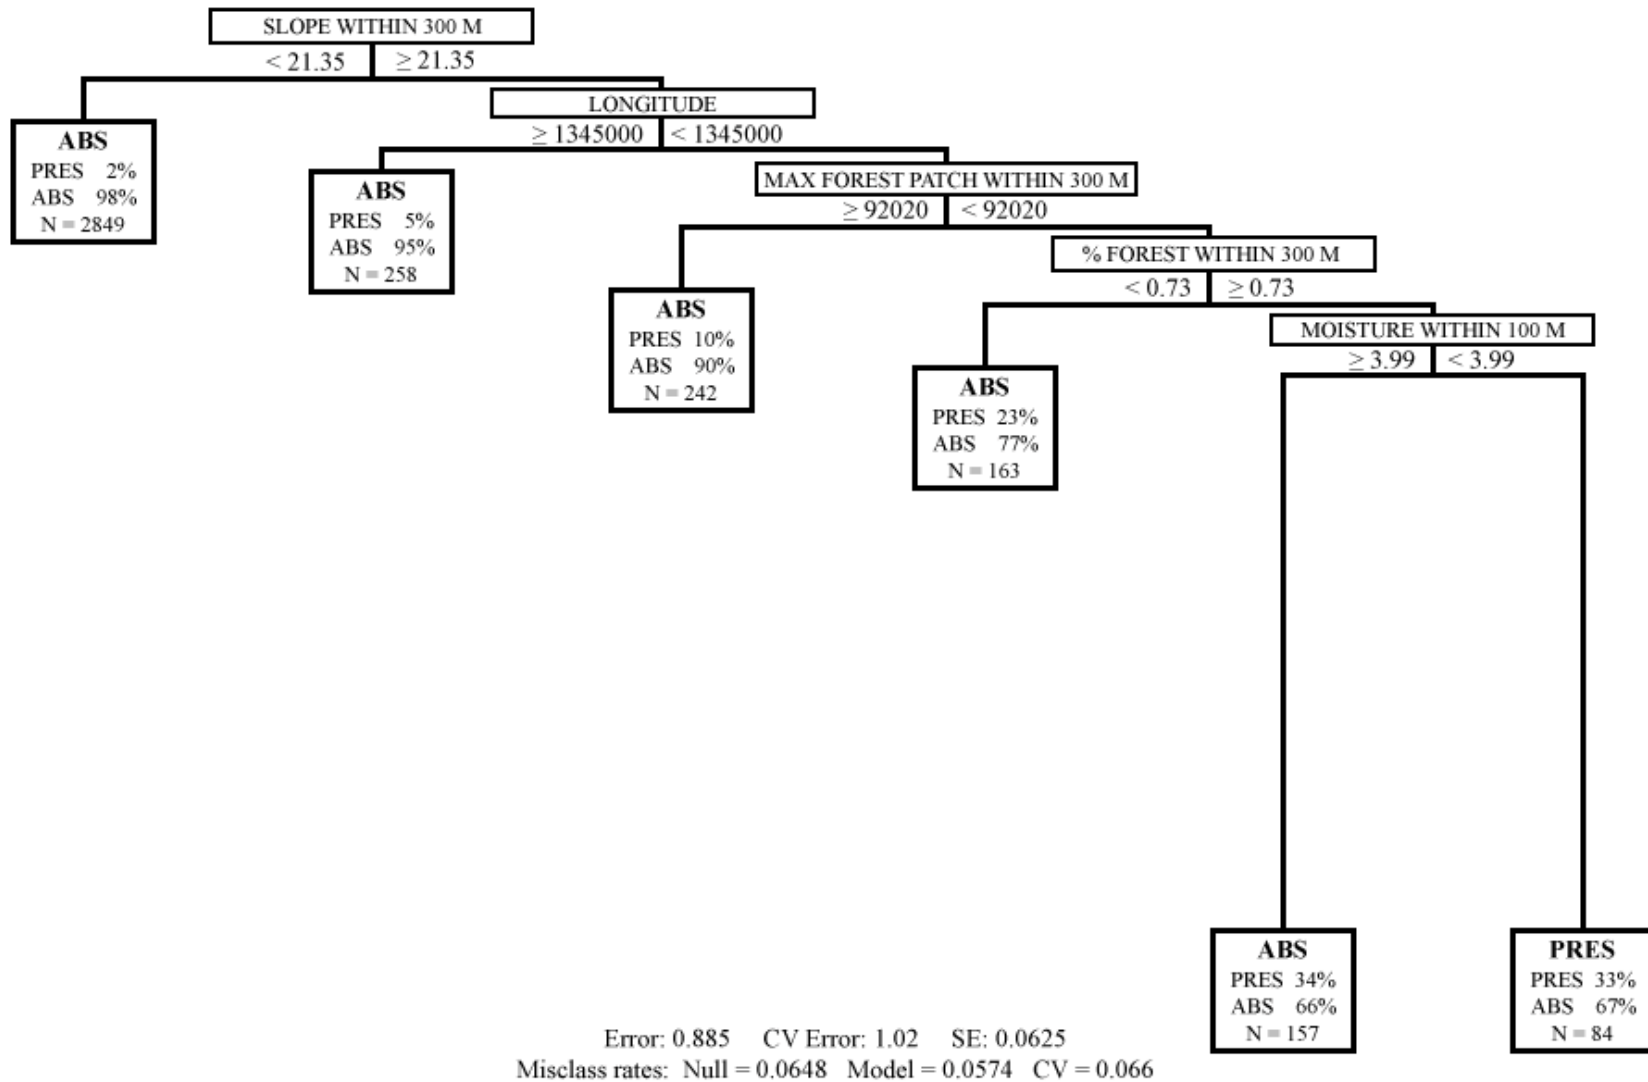 SLOPE WITHIN 300 M
< 21.35 ≥ 21.35
LONGITUDE
≥ 1345000 < 1345000
ABS
PRES 2%
ABS 98%
N = 2849
MAX FOREST PATCH WITHIN 300 M
≥ 92020 < 92020
ABS
PRES 5%
ABS 95%
N = 258
% FOREST WITHIN 300 M
< 0.73 ≥ 0.73
ABS
PRES 10%
ABS 90%
N = 242
MOISTURE WITHIN 100 M
≥ 3.99 < 3.99
ABS
PRES 23%
ABS 77%
N = 163
ABS
PRES 34%
ABS 66%
N = 157
PRES
PRES 33%
ABS 67%
N = 84
Error: 0.885 CV Error: 1.02 SE: 0.0625
Misclass rates: Null = 0.0648 Model = 0.0574 CV = 0.066